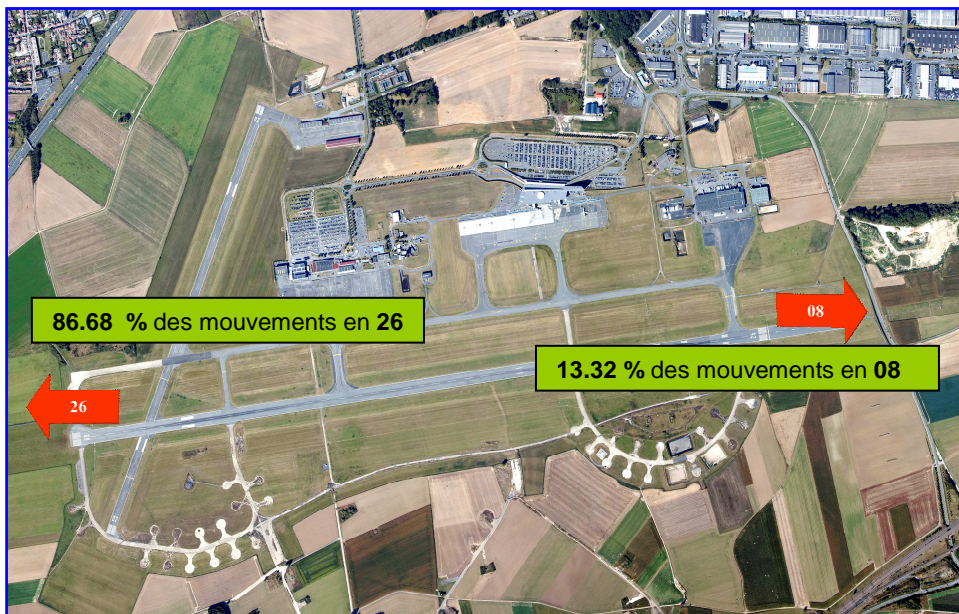 86.68 % des mouvements en 26
08
13.32 % des mouvements en 08
26